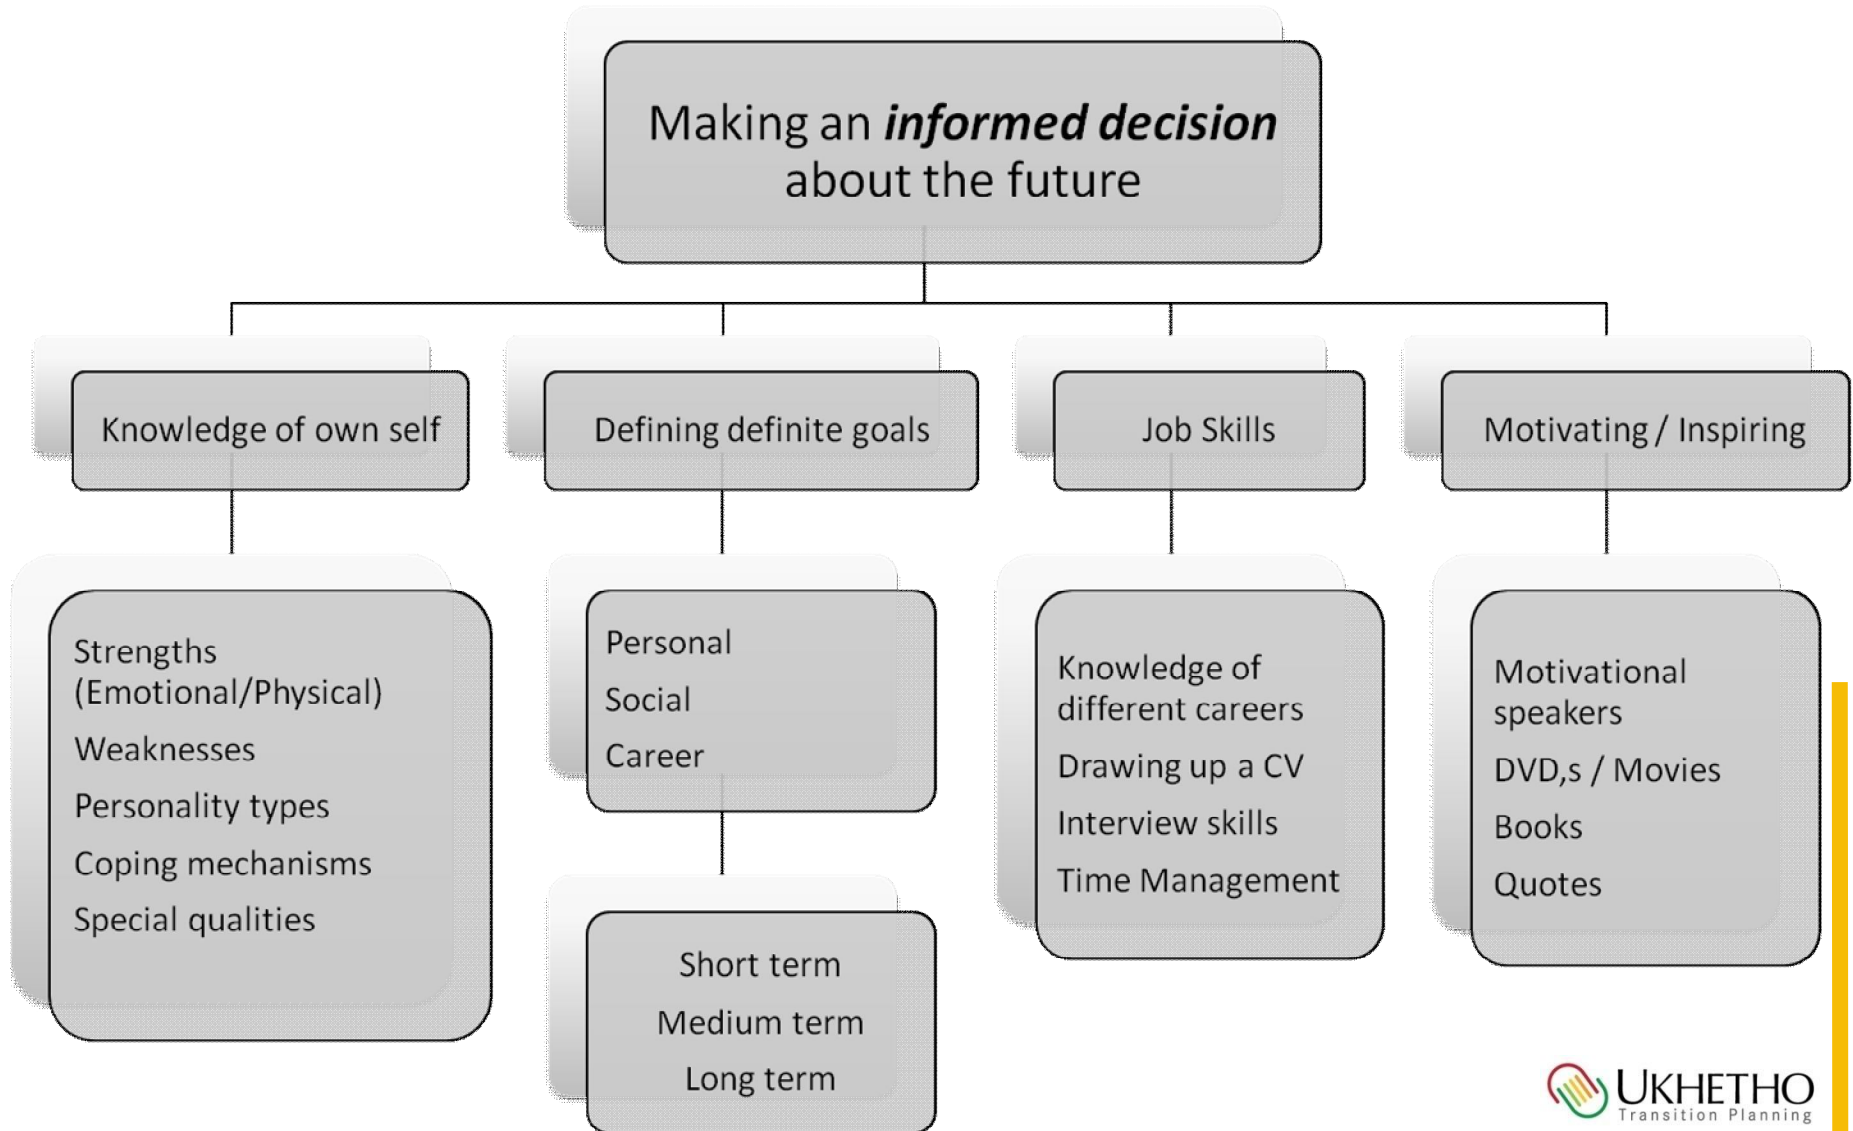 Making an informed decision
about the future
Knowledge of own self
Defining definite goals
Job Skills
Motivating / Inspiring
Strengths
(Emotional/Physical)
Weaknesses
Personality types
Coping mechanisms
Special qualities
Personal
Social
Career
Short term
Medium term
Long term
Knowledge of
different careers
Drawing up a CV
Interview skills
Time Management
Motivational
speakers
DVD,s / Movies
Books
Quotes
UKHETHO
Transition Planning